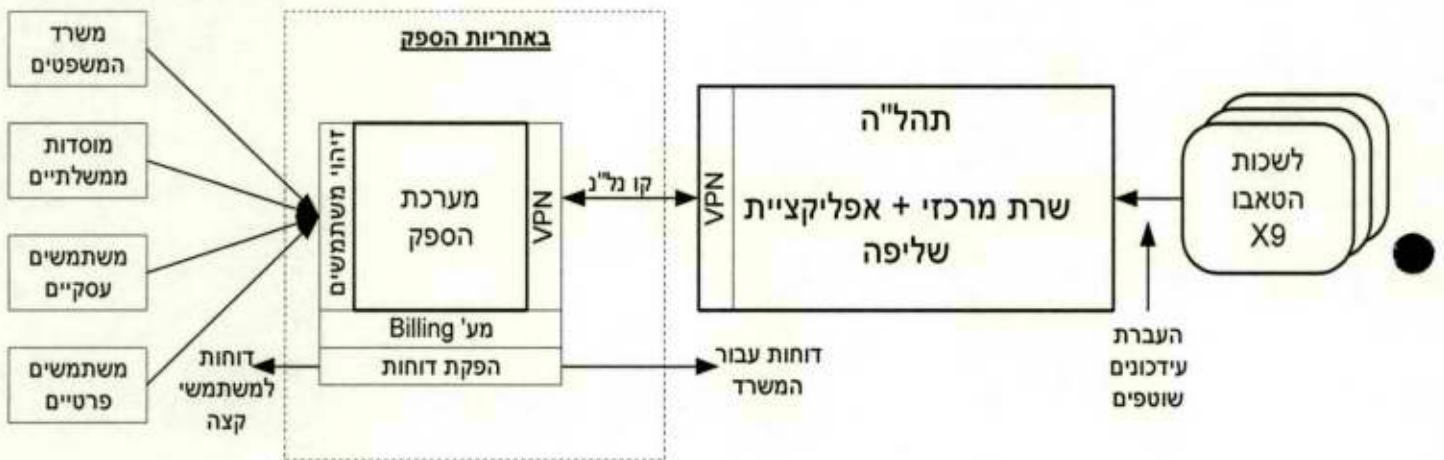 באחריות הספק
משרד
המשפטים
מוסדות
ממשלתיים
משתמשים
עסקיים
משתמשים
פרטיים
זיהוי משתמשים
מערכת
הספק
VPN
מע' Billing
הפקת דוחות
דוחות
למשתמשי
קצה
קו נל"נ
דוחות עבור
המשרד
VPN
תהל"ה
שרת מרכזי + אפליקציית
שליפה
לשכות
הטאבו
X9
העברת
עידכונים
שוטפים